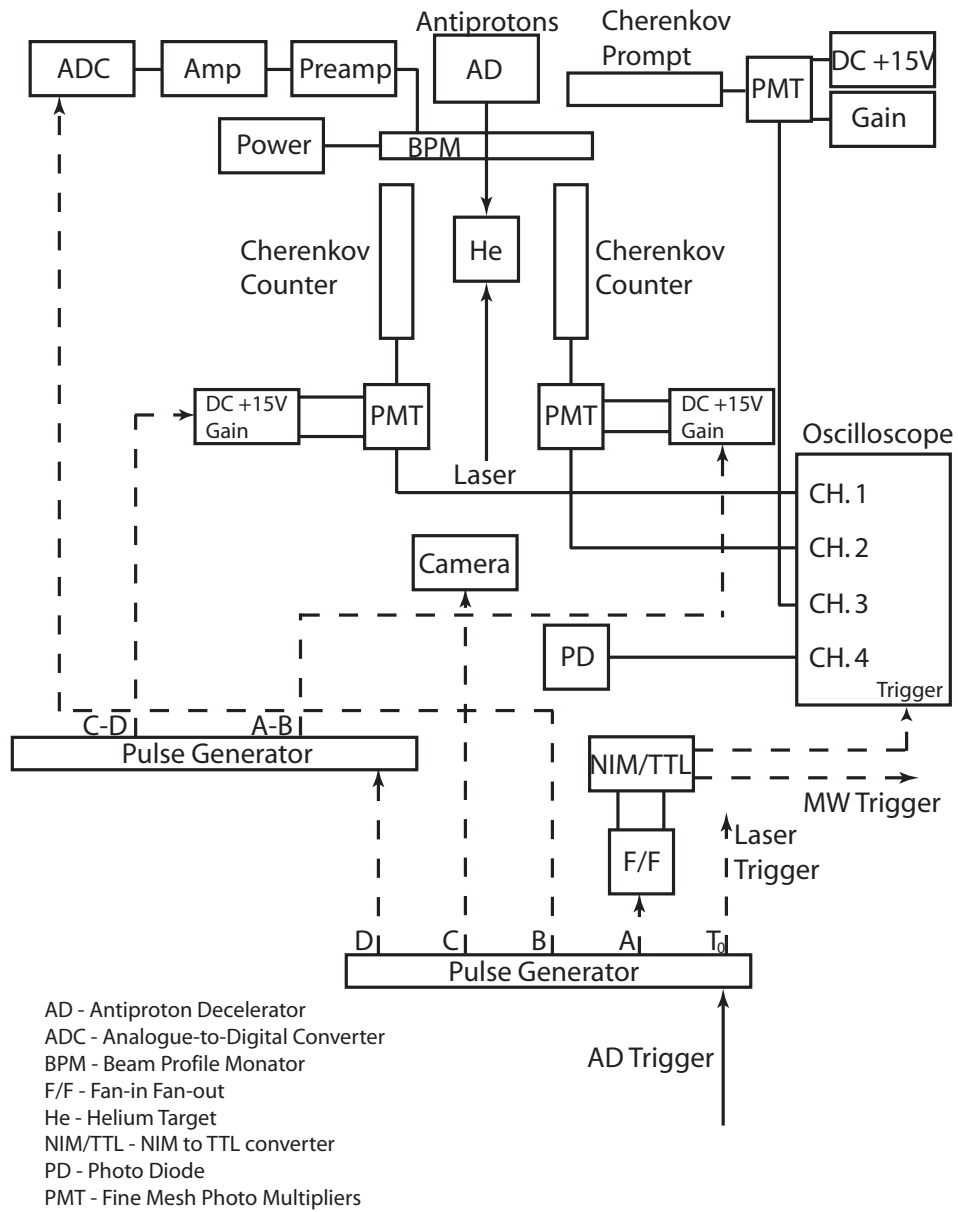 Antiprotons
Cherenkov
Prompt
ADC
Amp
Preamp
AD
PMT
DC +15V
Gain
Power
BPM
Cherenkov
Counter
He
Cherenkov
Counter
DC +15V
Gain
PMT
PMT
DC +15V
Gain
Laser
Oscilloscope
CH. 1
CH. 2
CH. 3
CH. 4
Trigger
Camera
PD
C-D
A-B
Pulse Generator
NIM/TTL
MW Trigger
F/F
Laser
Trigger
D
C
B
A
T0
Pulse Generator
AD Trigger
AD - Antiproton Decelerator
ADC - Analogue-to-Digital Converter
BPM - Beam Profile Monator
F/F - Fan-in Fan-out
He - Helium Target
NIM/TTL - NIM to TTL converter
PD - Photo Diode
PMT - Fine Mesh Photo Multipliers